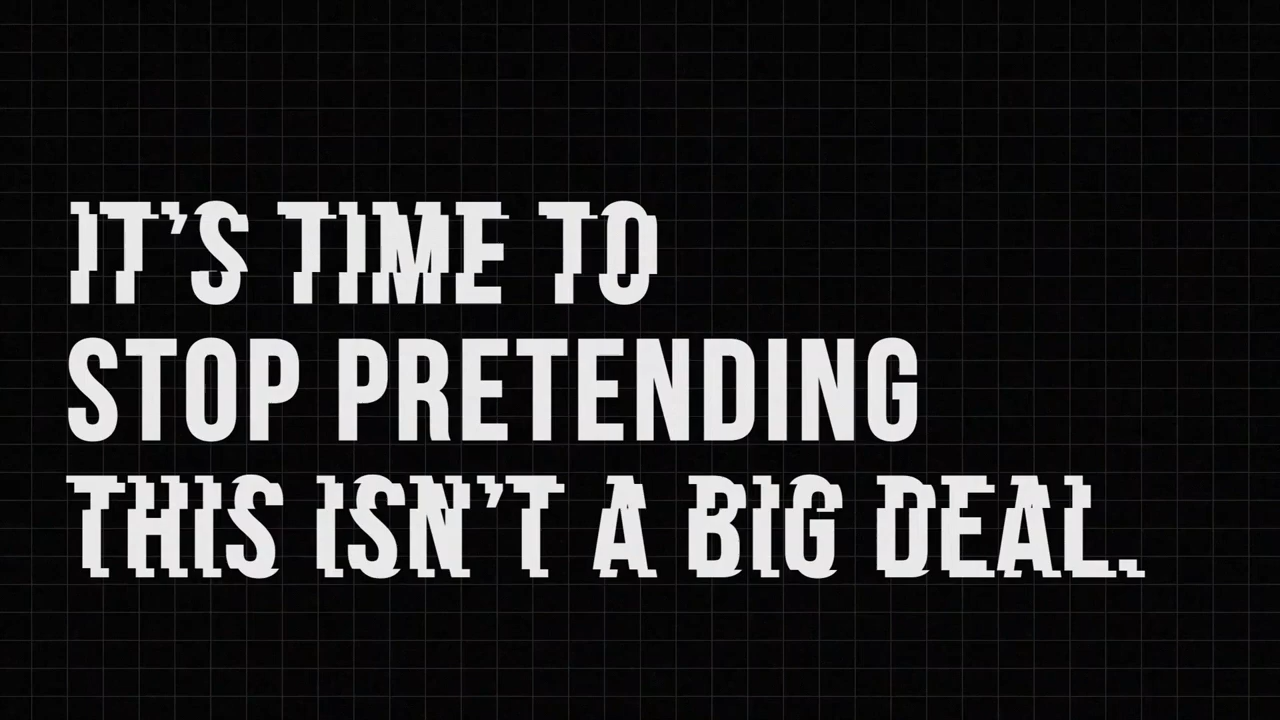 IT’S TIME TO
STOP PRETENDING
THIS ISN’T A BIG DEAL.